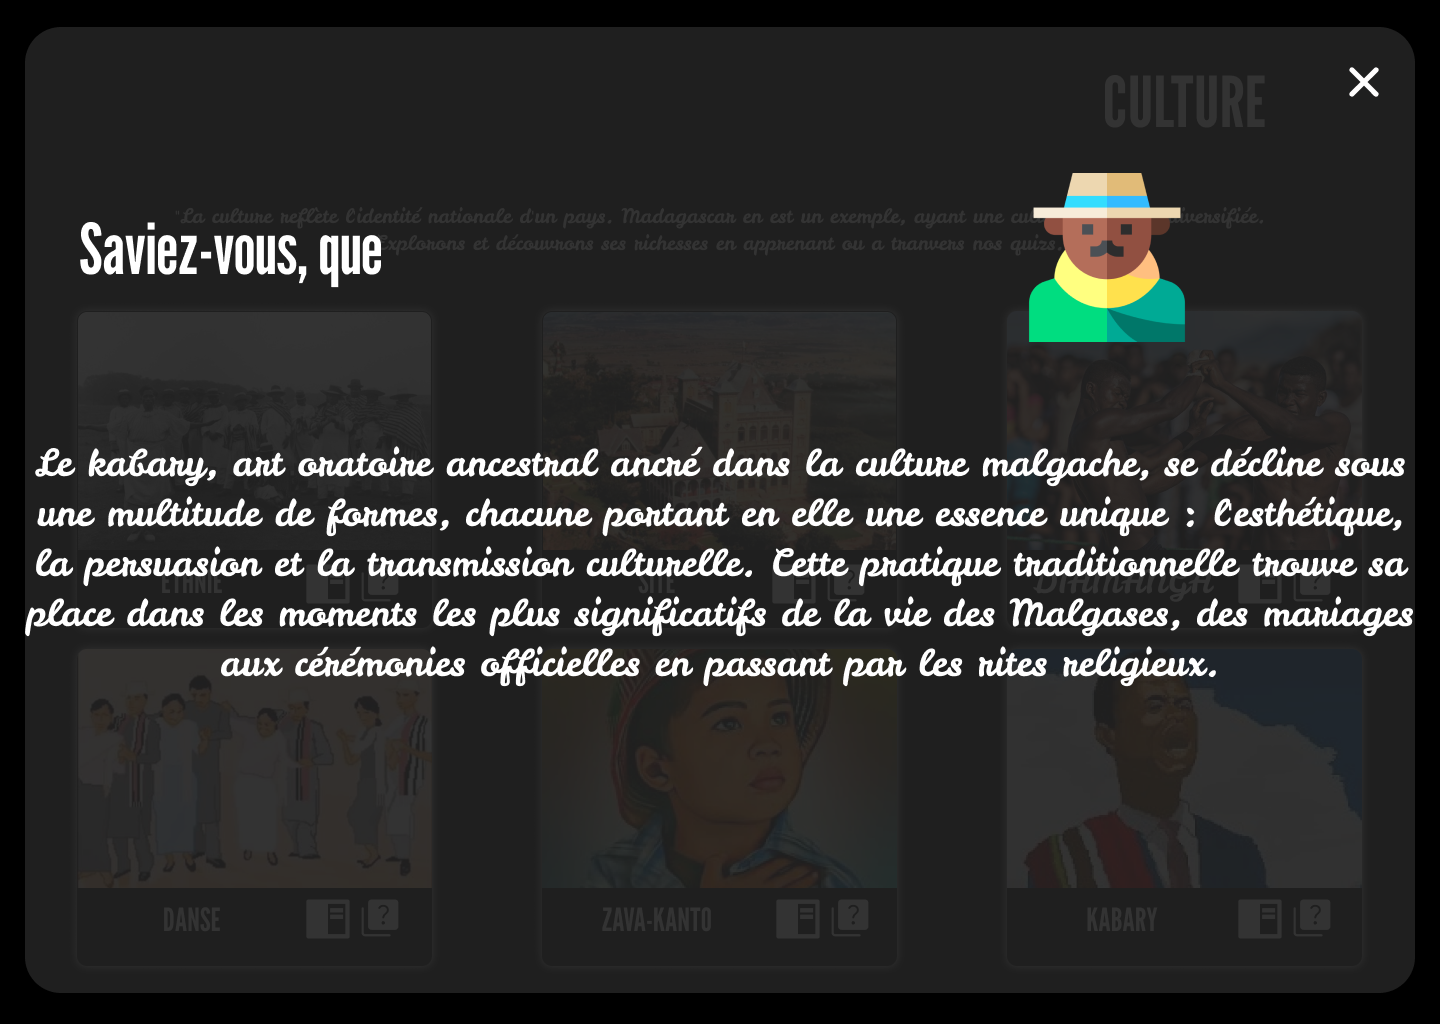 CULTURE
"La culture reflète l'identité nationale d'un pays. Madagascar en est un exemple, ayant une cu
iversifiée.
Explorons et découvrons ses richesses en apprenant ou a tranvers nos quizs.
Saviez-vous, que
Le kabary, art oratoire ancestral ancré dans la culture malgache, se décline sous
une multitude de formes, chacune portant en elle une essence unique : l'esthétique,
la persuasion et la transmission culturelle. Cette pratique traditionnelle trouve sa
place dans les moments les plus significatifs de la vie des Malgases, des mariages
aux cérémonies officielles en passant par les rites religieux.
ETHNIE
SITE
DIAMANGA
DANSE
ZAVA-KANTO
KABARY